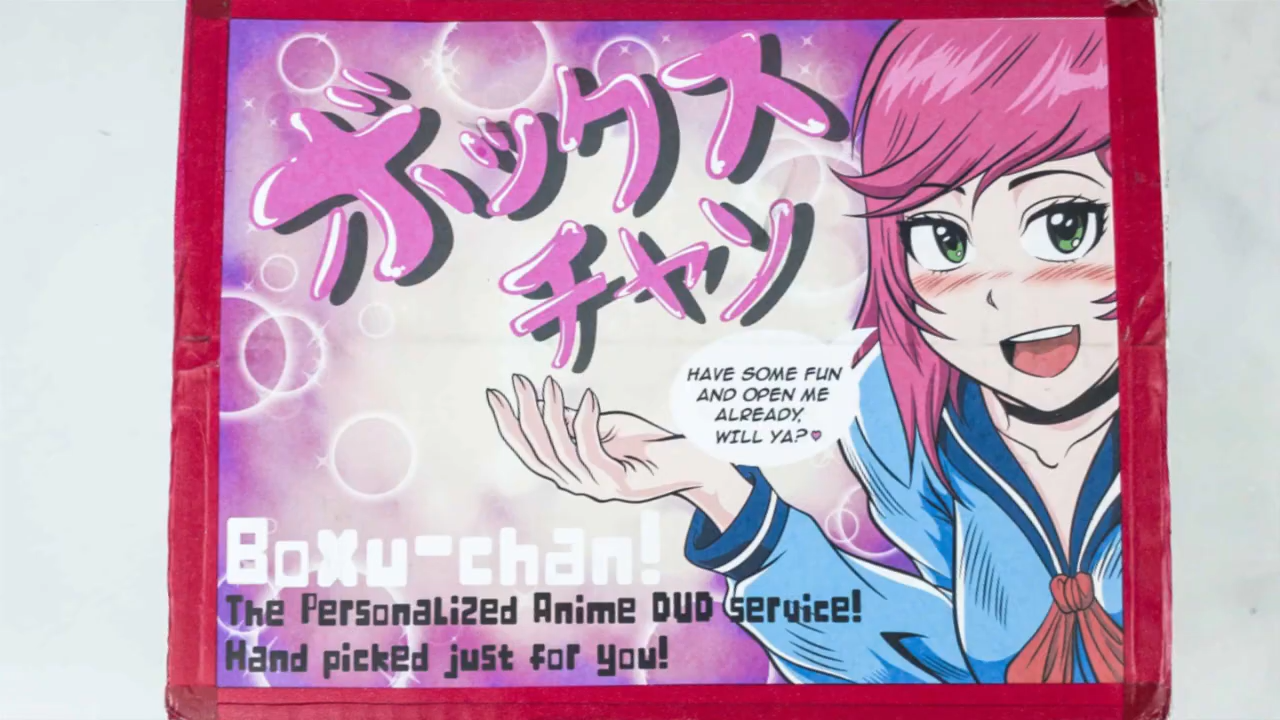 ボックス
チャン
HAVE SOME FUN
AND OPEN ME
ALREADY,
WILL YA?
Boxu-chan!
The Personalized Anime DVD service!
Hand picked just for you!